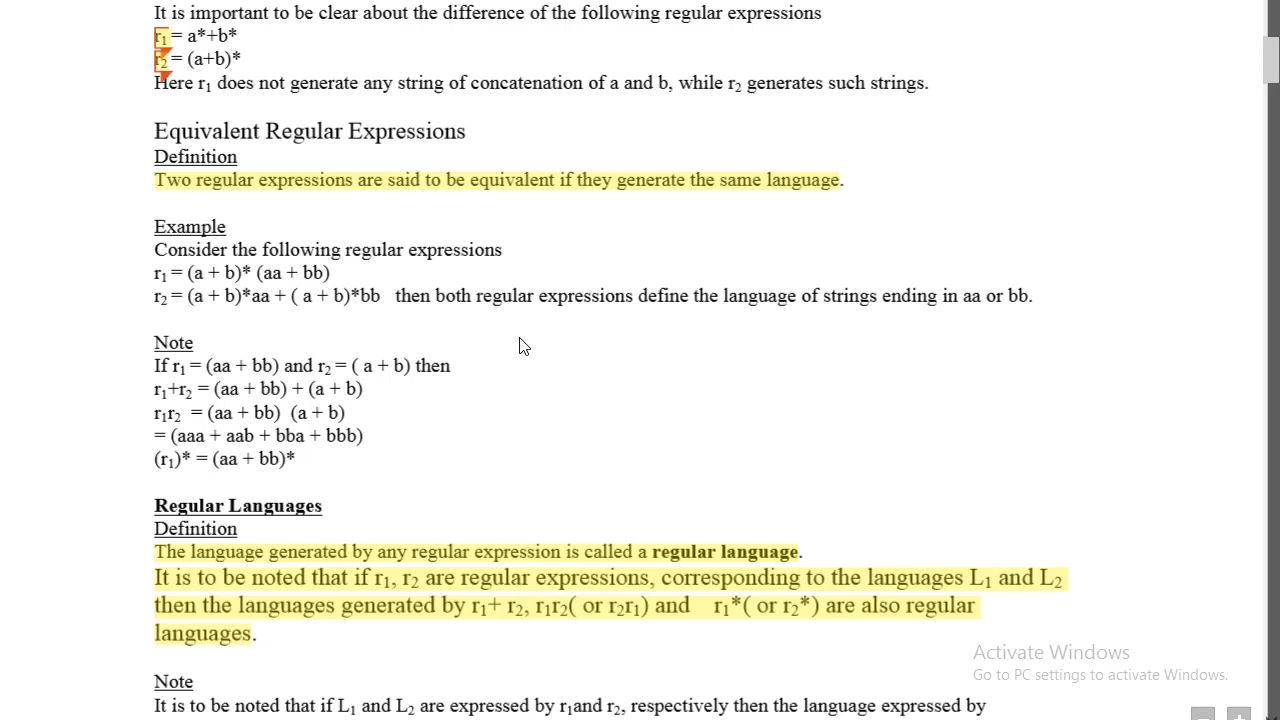 It is important to be clear about the difference of the following regular expressions
r₁ = a*+b*
r₂ = (a+b)*
Here r₁ does not generate any string of concatenation of a and b, while r₂ generates such strings.
Equivalent Regular Expressions
Definition
Two regular expressions are said to be equivalent if they generate the same language.
Example
Consider the following regular expressions
r₁ = (a + b)* (aa + bb)
r₂ = (a + b)*aa + ( a + b)*bb then both regular expressions define the language of strings ending in aa or bb.
Note
If r₁ = (aa + bb) and r₂ = ( a + b) then
r₁+r₂ = (aa + bb) + (a + b)
r₁r₂ = (aa + bb) (a + b)
= (aaa + aab + bba + bbb)
(r₁)* = (aa + bb)*
Regular Languages
Definition
The language generated by any regular expression is called a regular language.
It is to be noted that if r₁, r₂ are regular expressions, corresponding to the languages L₁ and L₂
then the languages generated by r₁+ r₂, r₁r₂( or r₂r₁) and r₁*( or r₂*) are also regular
languages.
Activate Windows
Go to PC settings to activate Windows.
Note
It is to be noted that if L₁ and L₂ are expressed by r₁and r₂, respectively then the language expressed by